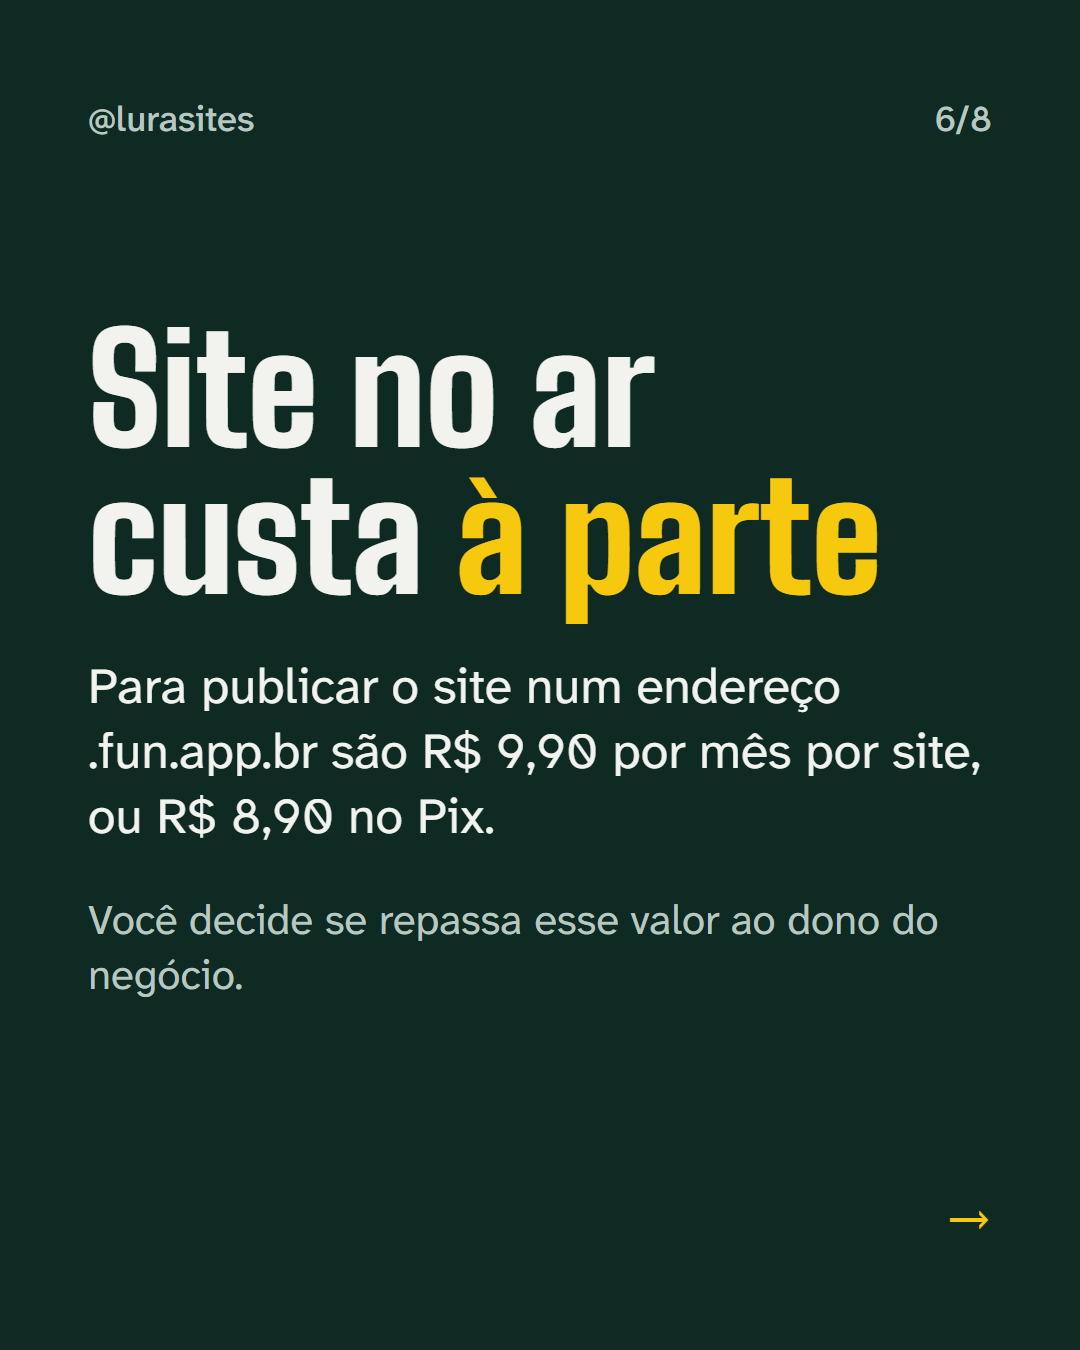 @lurasites
6/8
Site no ar
custa à parte
Para publicar o site num endereço
.fun.app.br são R$ 9,90 por mês por site,
ou R$ 8,90 no Pix.
Você decide se repassa esse valor ao dono do
negócio.
→